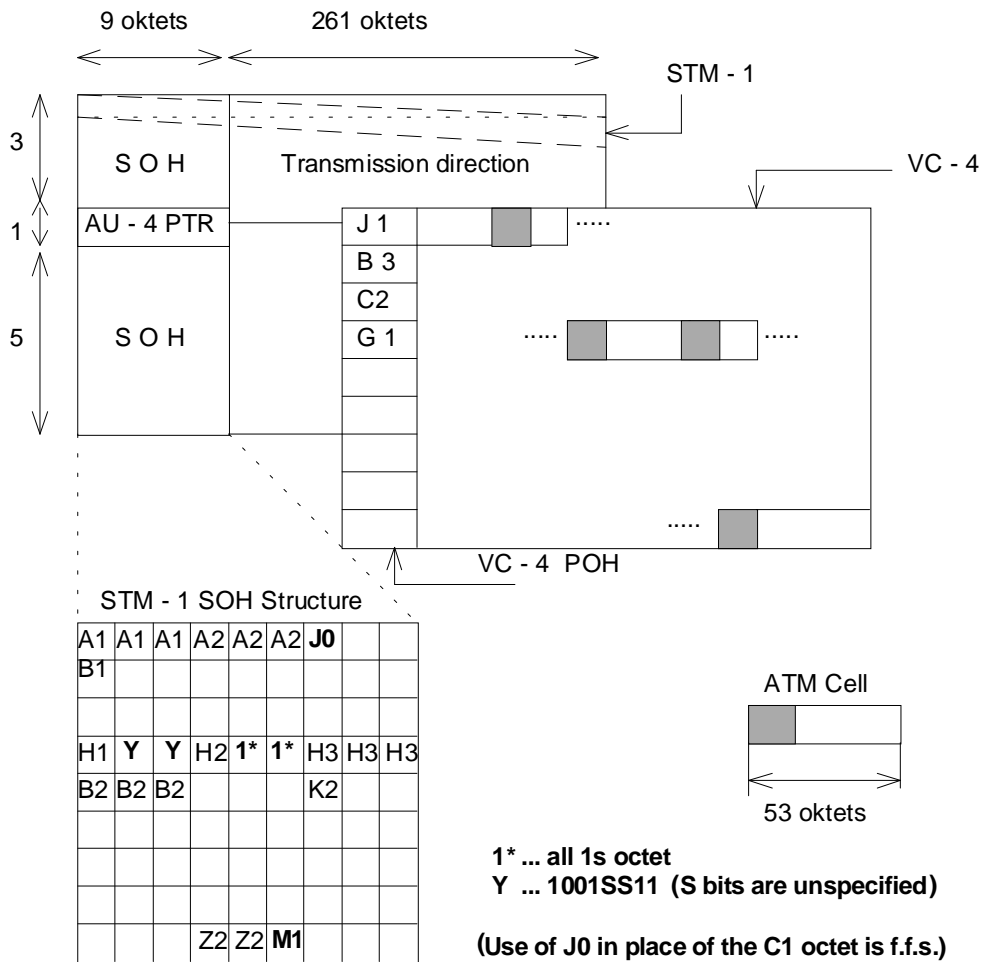 9 oktets 261 oktets
STM - 1
3
S O H Transmission direction
VC - 4
1 AU - 4 PTR J 1 .....
B 3
C2
5 S O H G 1 ..... .....
.....
VC - 4 POH
STM - 1 SOH Structure
A1 A1 A1 A2 A2 A2 J0
B1
ATM Cell
H1 Y Y H2 1* 1* H3 H3 H3
B2 B2 B2 K2
53 oktets
1* ... all 1s octet
Y ... 1001SS11 (S bits are unspecified)
Z2 Z2 M1
(Use of J0 in place of the C1 octet is f.f.s.)